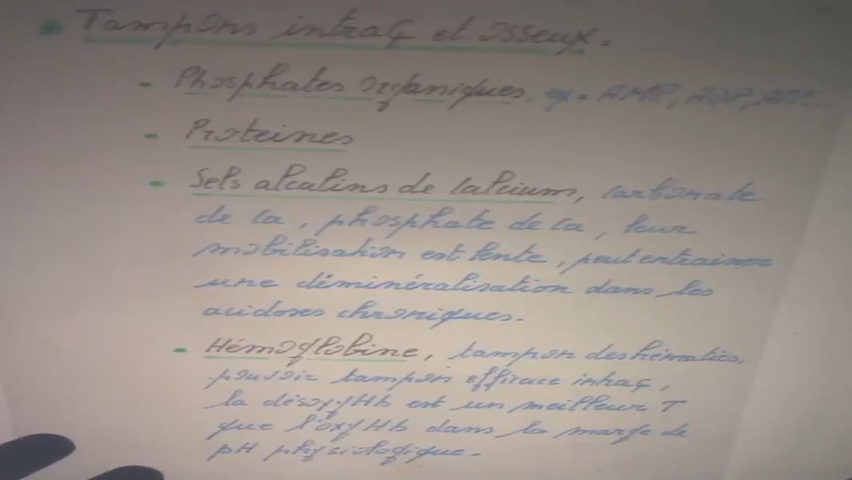 Tampons intraç et osseux.
- Phosphates organiques, ex = AMP, ADP, ATP...
- Proteines
- Sels alcalins de calcium, carbonate
de Ca, phosphate de Ca, leur
mobilisation est lente, peut entrainer
une déminéralisation dans les
acidoses chroniques.
- Hémoglobine, tampon des hématies,
pouvoir tampon efficace intraç,
la désoxyHb est un meilleur T
que l'oxyHb dans la marge de
pH physiologique.